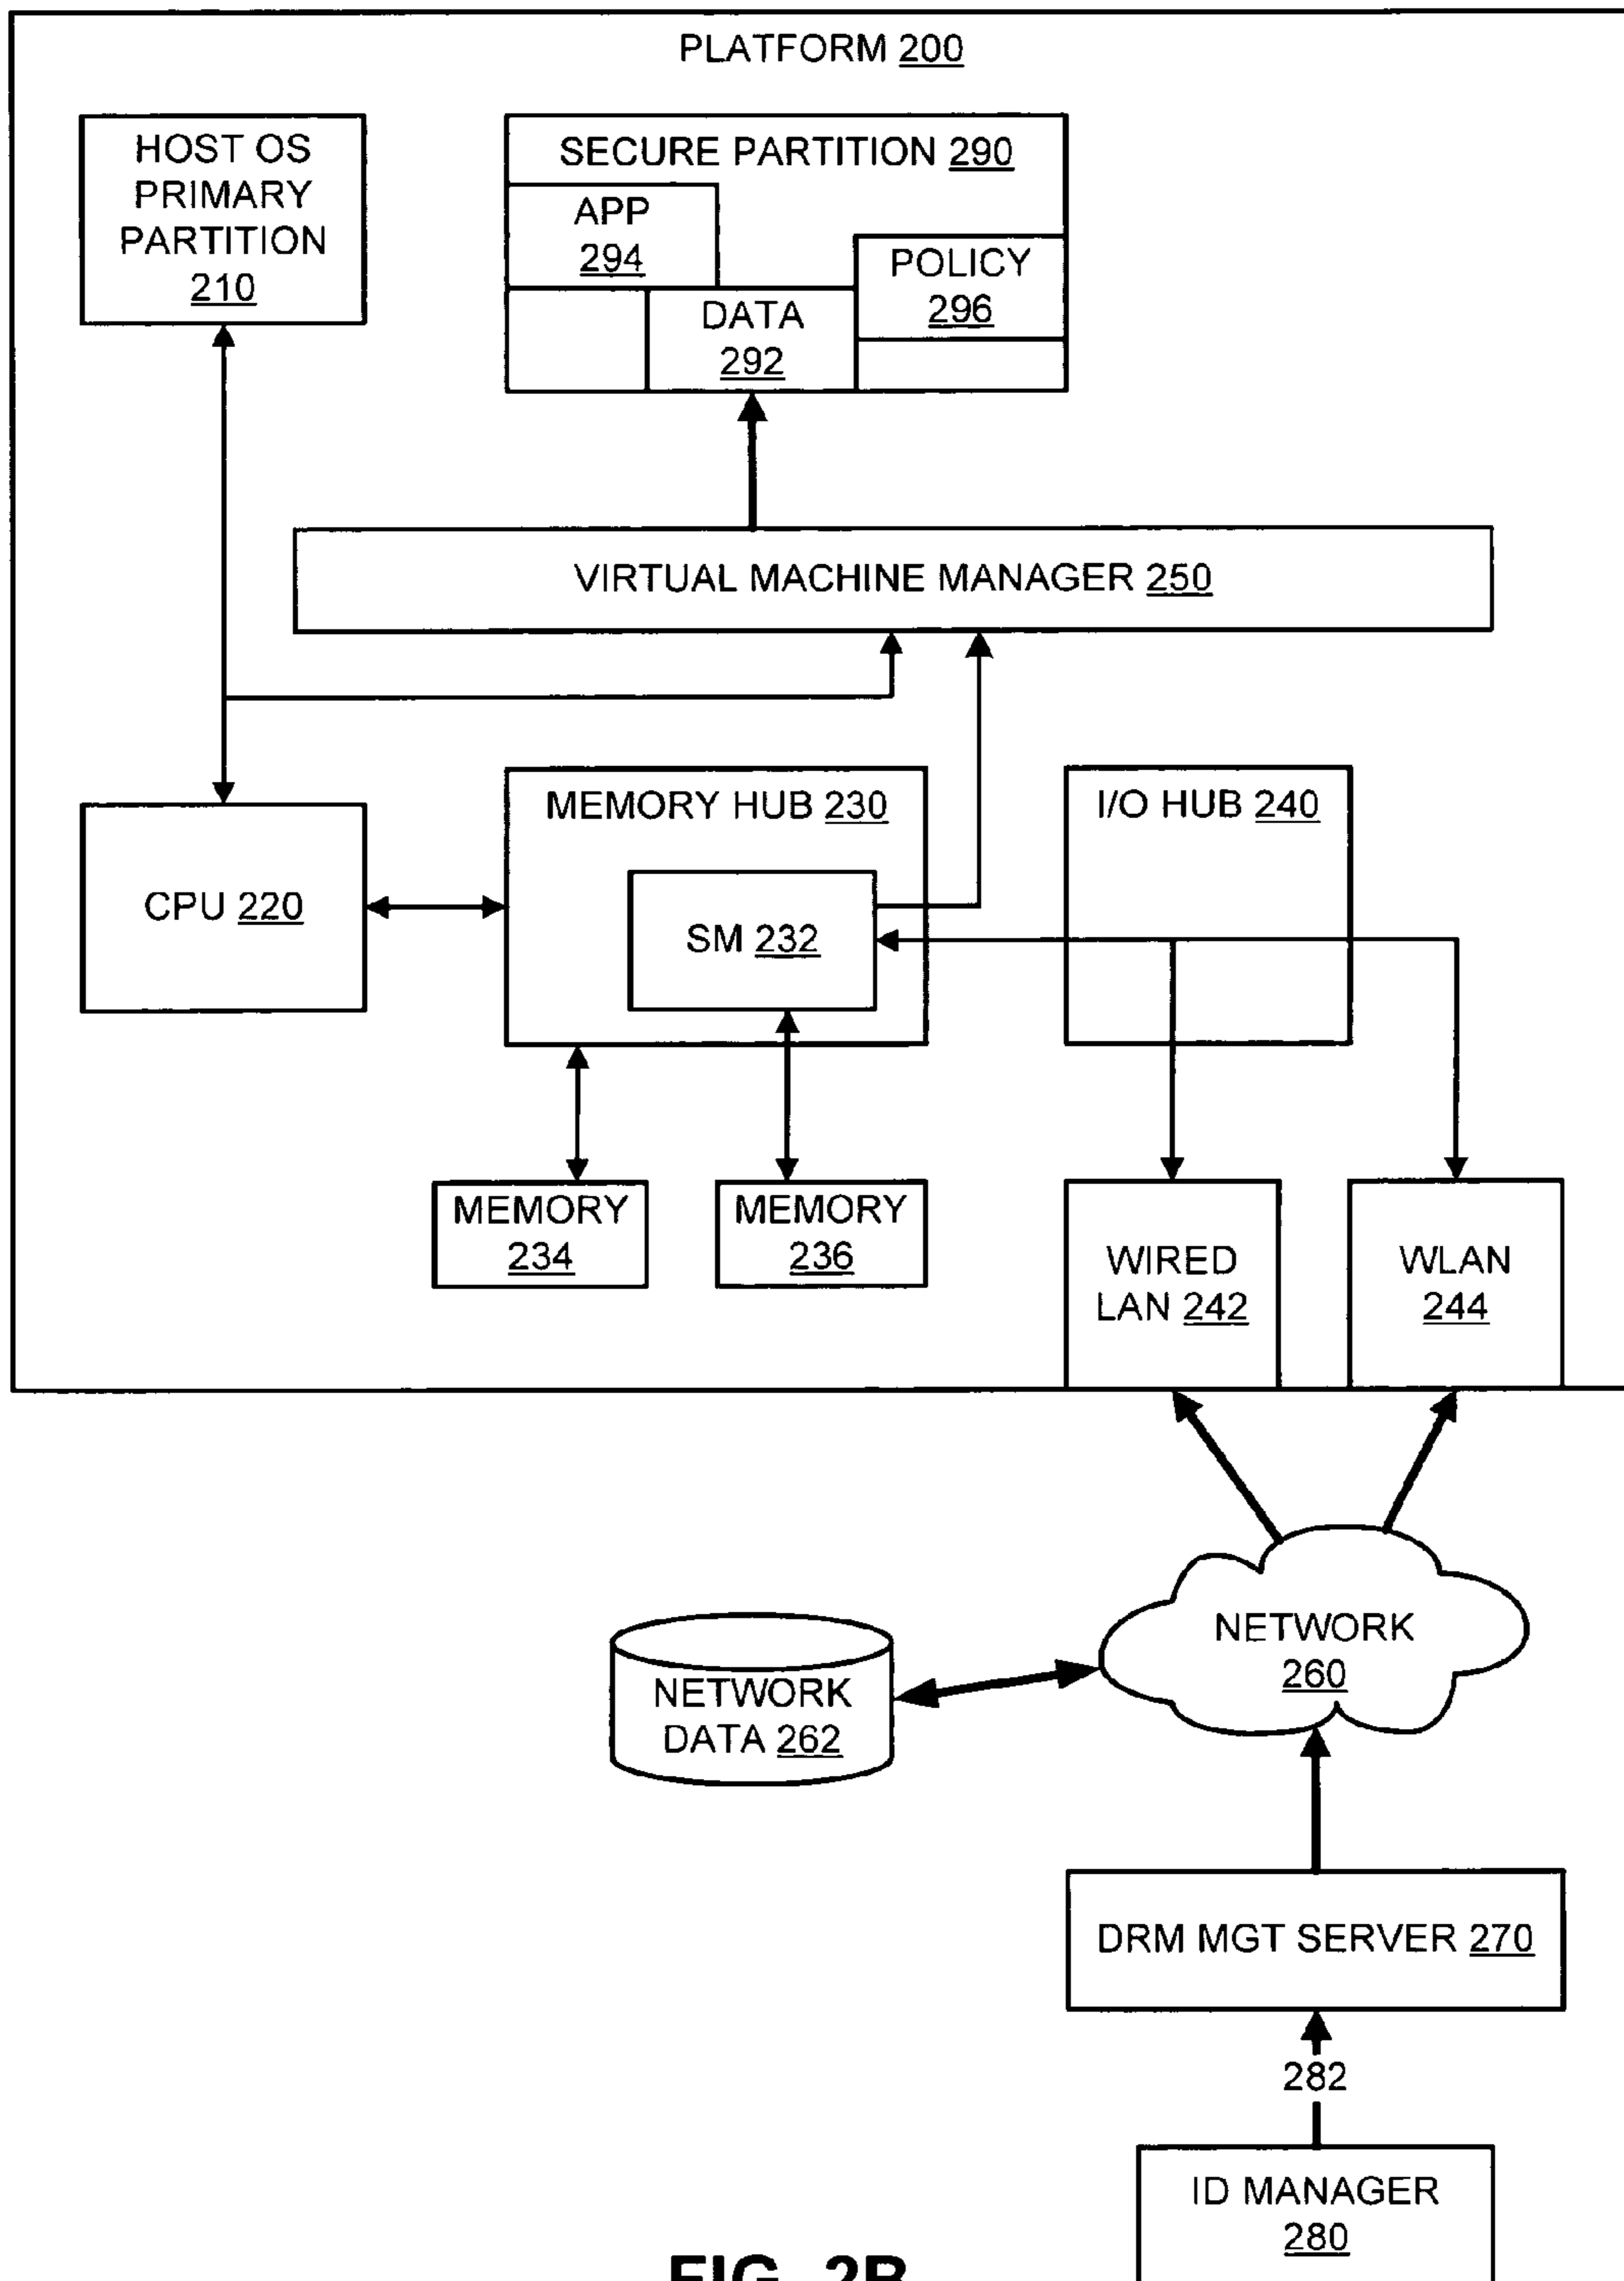 PLATFORM 200
HOST OS
PRIMARY
PARTITION
210
SECURE PARTITION 290
APP
294
POLICY
296
DATA
292
VIRTUAL MACHINE MANAGER 250
CPU 220
MEMORY HUB 230
SM 232
I/O HUB 240
MEMORY
234
MEMORY
236
WIRED
LAN 242
WLAN
244
NETWORK
260
NETWORK
DATA 262
DRM MGT SERVER 270
282
ID MANAGER
280
FIG. 2B